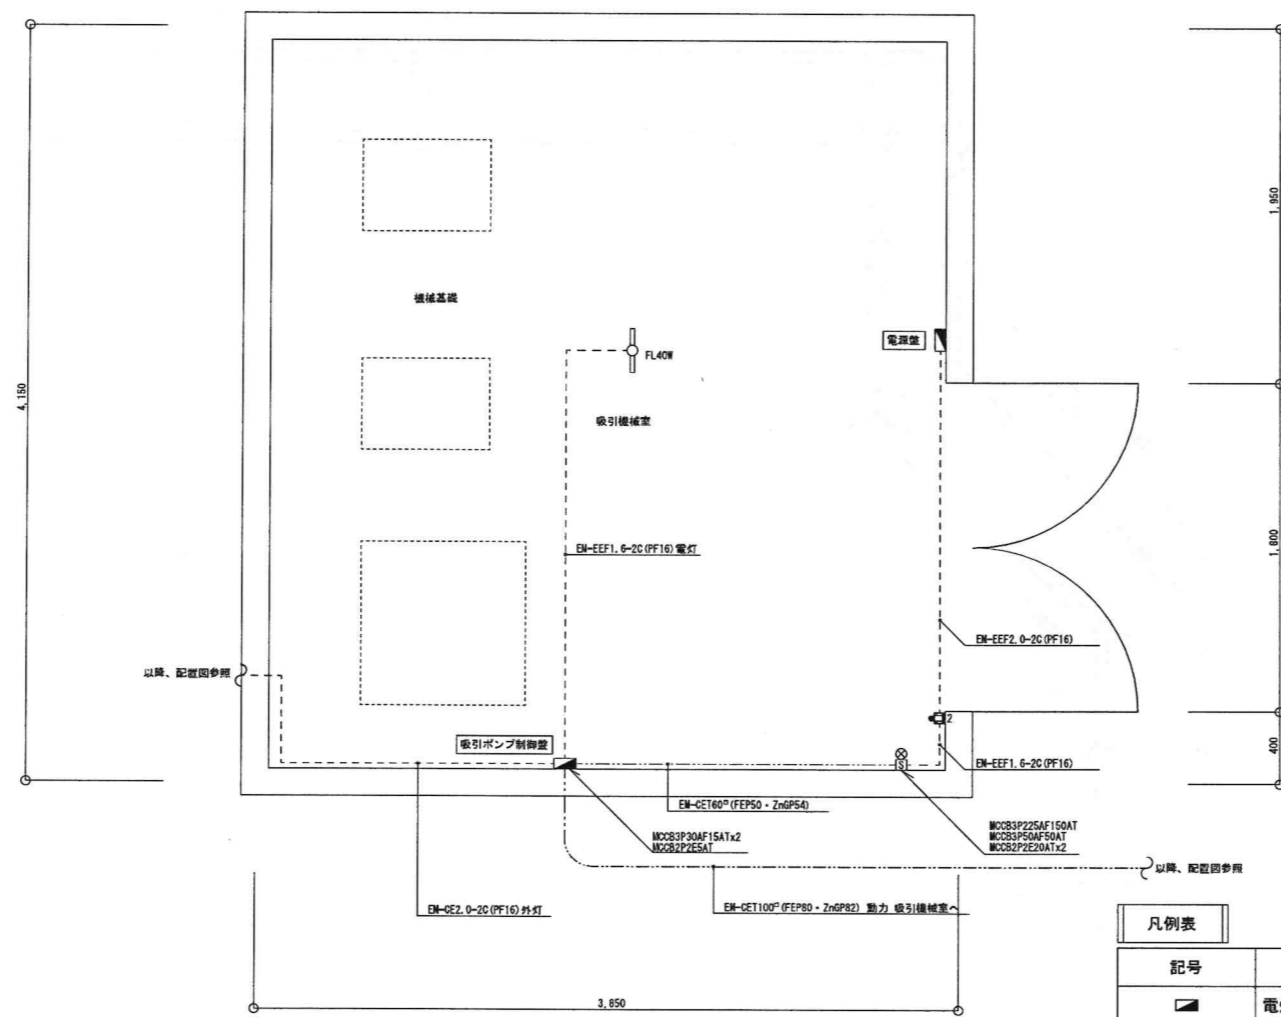 4,150
1,950
機械基礎
電源盤
FL40W
吸引機械室
EM-EEF1.6-2C(PF16)電灯
1,800
EM-EEF2.0-2C(PF16)
以降、配置図参照
2
吸引ポンプ制御盤
S
400
EM-EEF1.6-2C(PF16)
EM-CET60□(FEP50・ZnGP54)
MCCB3P30AF15ATx2
MCCB2P2E5AT
MCCB3P225AF150AT
MCCB3P50AF50AT
MCCB2P2E20ATx2
以降、配置図参照
EM-CE2.0-2C(PF16)外灯
EM-CET100□(FEP80・ZnGP82) 動力 吸引機械室へ
凡例表
記号
3,850